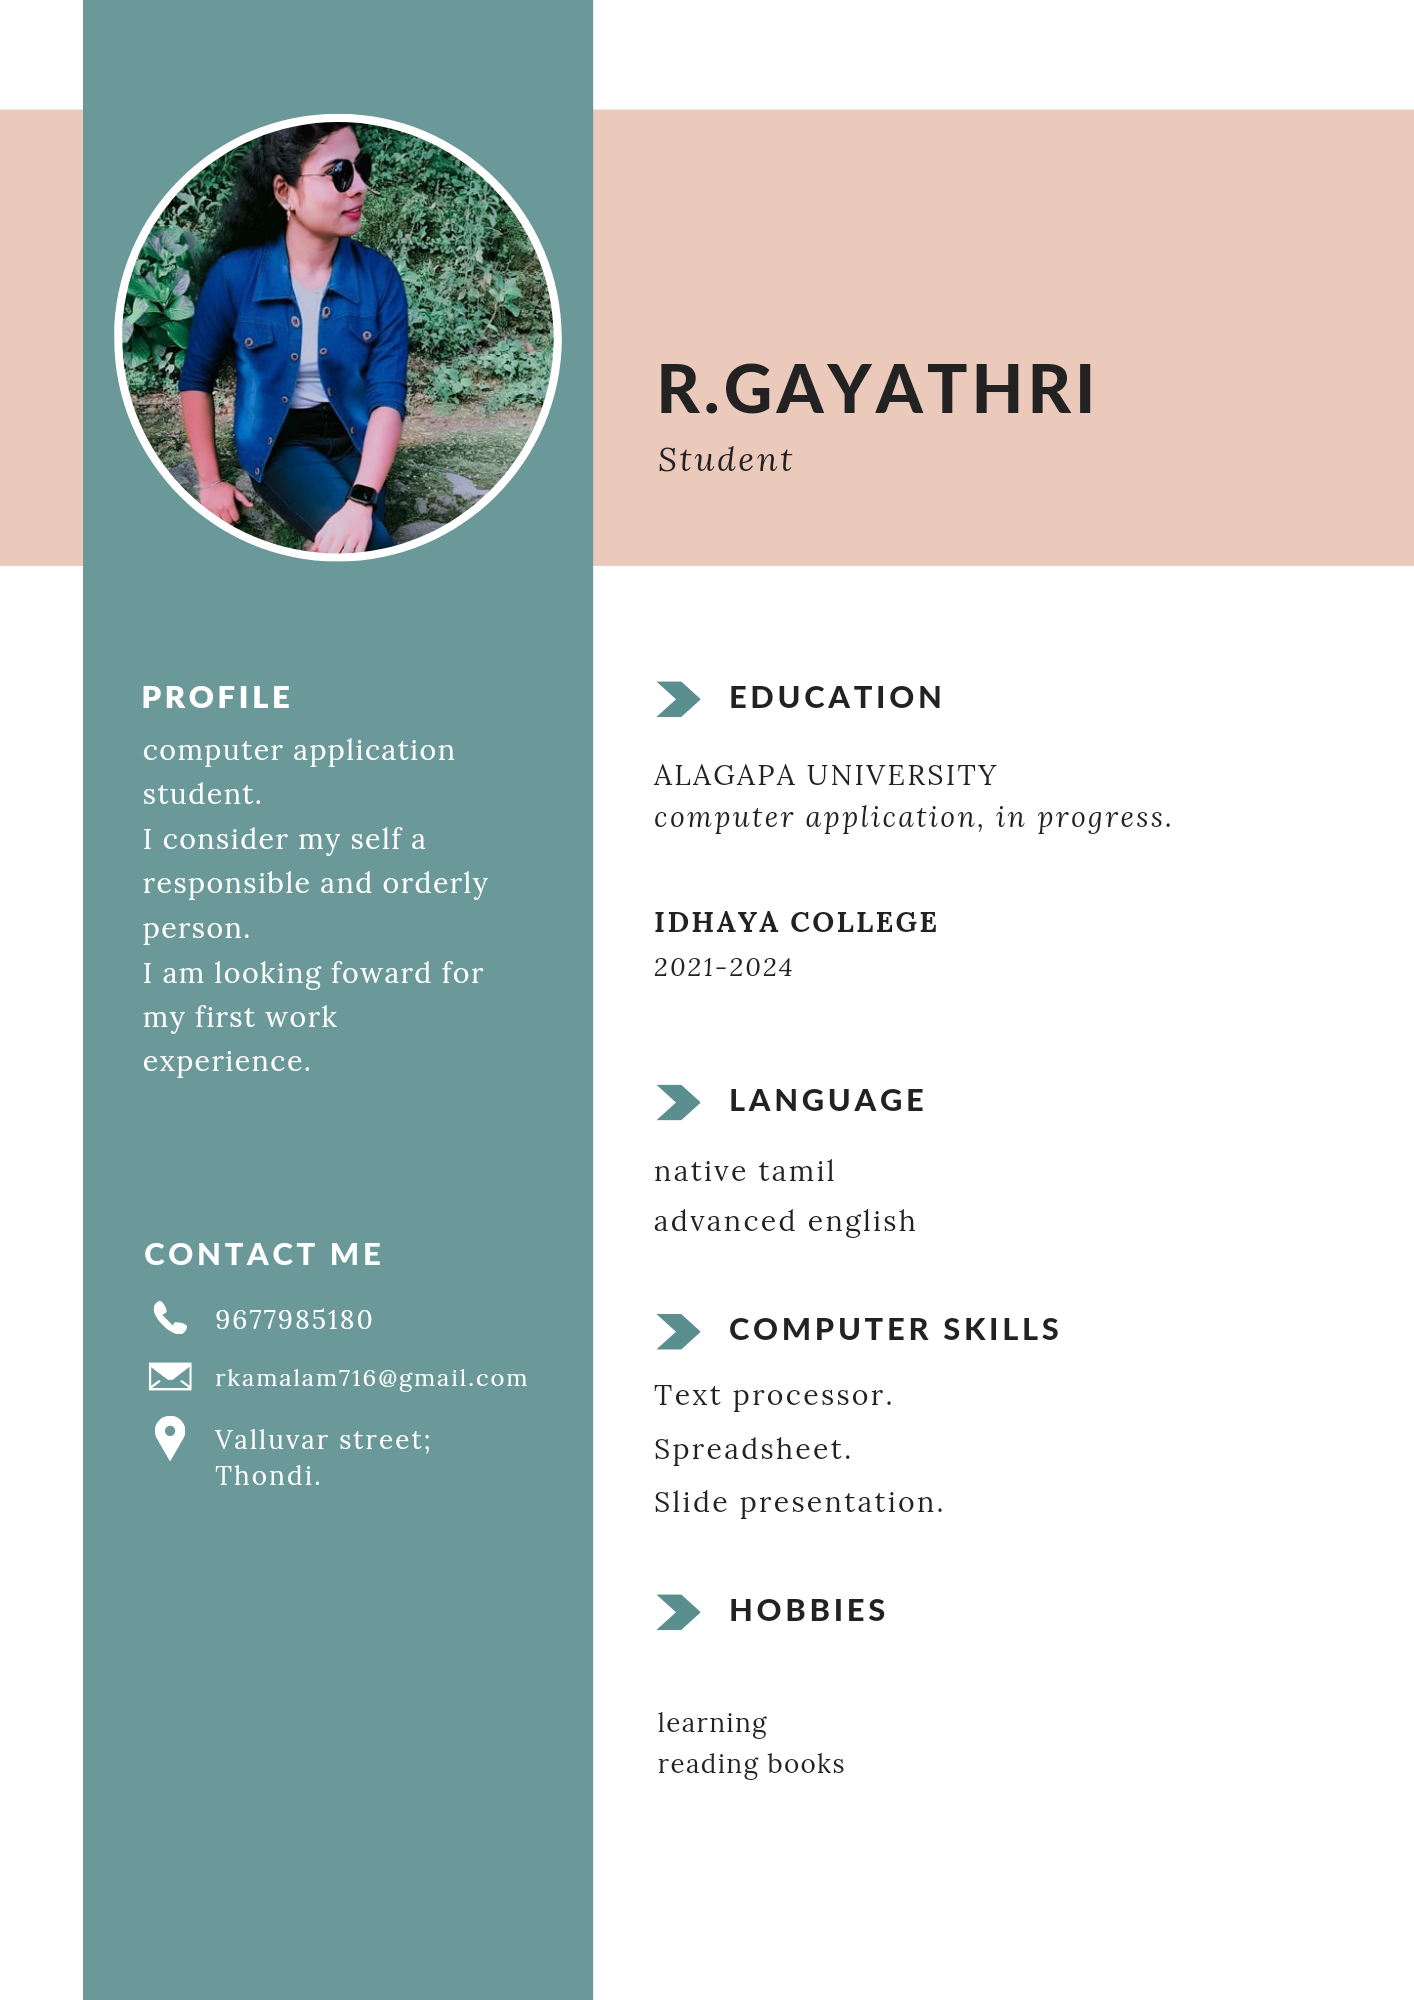 R.GAYATHRI
Student
PROFILE
computer application
student.
I consider my self a
responsible and orderly
person.
I am looking foward for
my first work
experience.
CONTACT ME
9677985180
rkamalam716@gmail.com
Valluvar street;
Thondi.
EDUCATION
ALAGAPA UNIVERSITY
computer application, in progress.
IDHAYA COLLEGE
2021-2024
LANGUAGE
native tamil
advanced english
COMPUTER SKILLS
Text processor.
Spreadsheet.
Slide presentation.
HOBBIES
learning
reading books